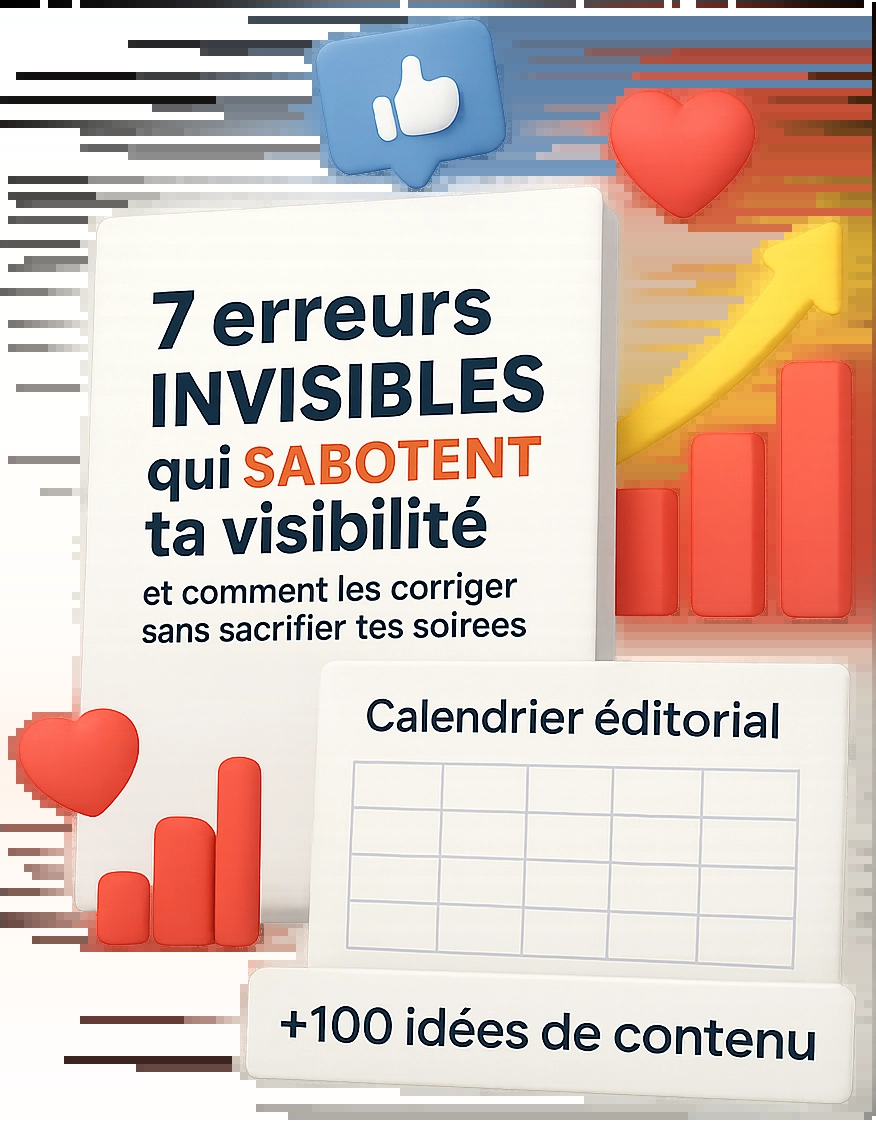 7 erreurs
INVISIBLES
qui SABOTENT
ta visibilité
et comment les corriger
sans sacrifier tes soirees
Calendrier éditorial
+100 idées de contenu